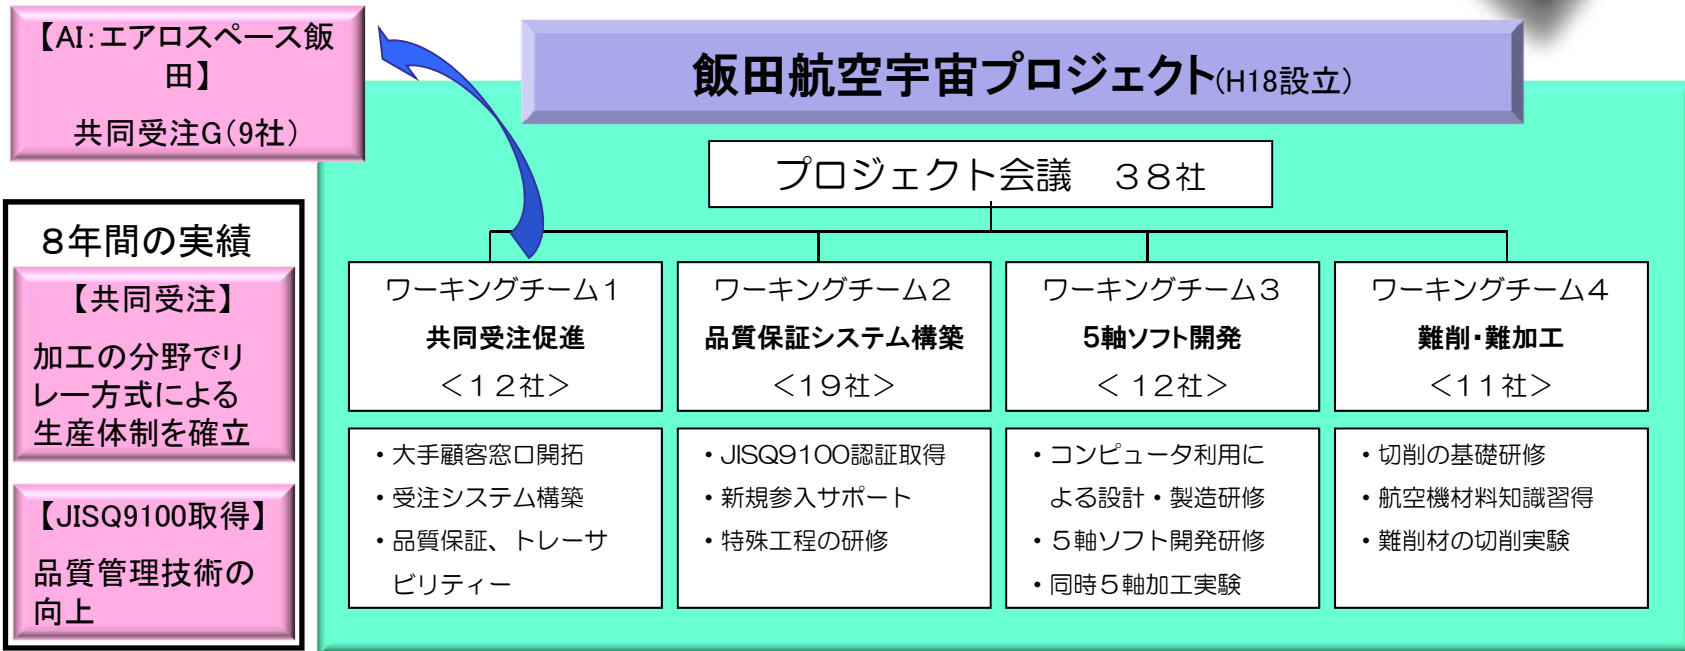 【AI：エアロスペース飯
田】
共同受注G（9社）
飯田航空宇宙プロジェクト(H18設立)
プロジェクト会議　３８社
８年間の実績
【共同受注】
加工の分野でリ
レー方式による
生産体制を確立
【JISQ9100取得】
品質管理技術の
向上
ワーキングチーム１
共同受注促進
＜１２社＞
・大手顧客窓口開拓
・受注システム構築
・品質保証、トレーサ
ビリティー
ワーキングチーム２
品質保証システム構築
＜１９社＞
・JISQ9100認証取得
・新規参入サポート
・特殊工程の研修
ワーキングチーム３
5軸ソフト開発
＜ １２社＞
・コンピュータ利用に
よる設計・製造研修
・５軸ソフト開発研修
・同時５軸加工実験
ワーキングチーム４
難削・難加工
＜１１社＞
・切削の基礎研修
・航空機材料知識習得
・難削材の切削実験